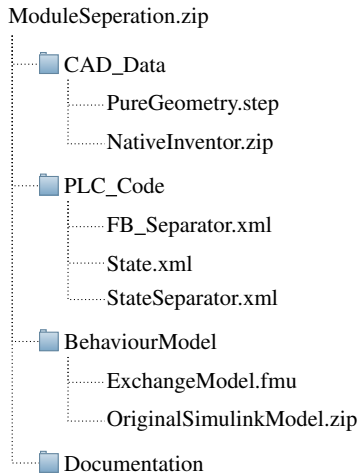 ModuleSeperation.zip
CAD_Data
PureGeometry.step
NativeInventor.zip
PLC_Code
FB_Separator.xml
State.xml
StateSeparator.xml
BehaviourModel
ExchangeModel.fmu
OriginalSimulinkModel.zip
Documentation